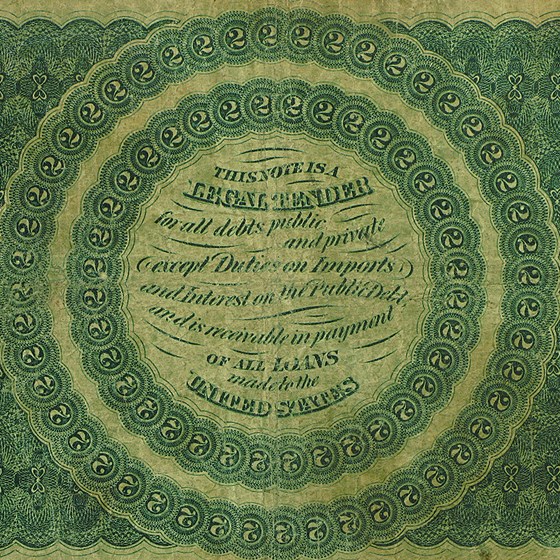 THIS NOTE IS A
LEGAL TENDER
for all debts public
and private
(except Duties on Imports)
and Interest on the Public Debt,
and is receivable in payment
OF ALL LOANS
made to the
UNITED STATES